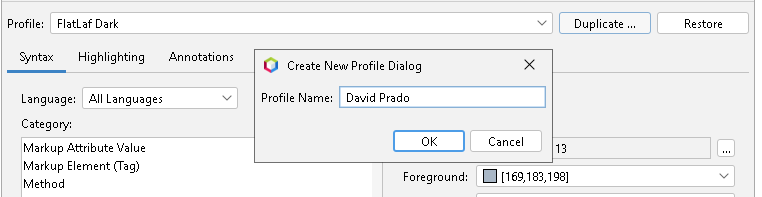 Profile: FlatLaf Dark Duplicate ... Restore
Syntax Highlighting Annotations
Create New Profile Dialog
Profile Name: David Prado
OK Cancel
Language: All Languages
Category:
Markup Attribute Value
Markup Element (Tag)
Method
13 ...
Foreground: [169,183,198]